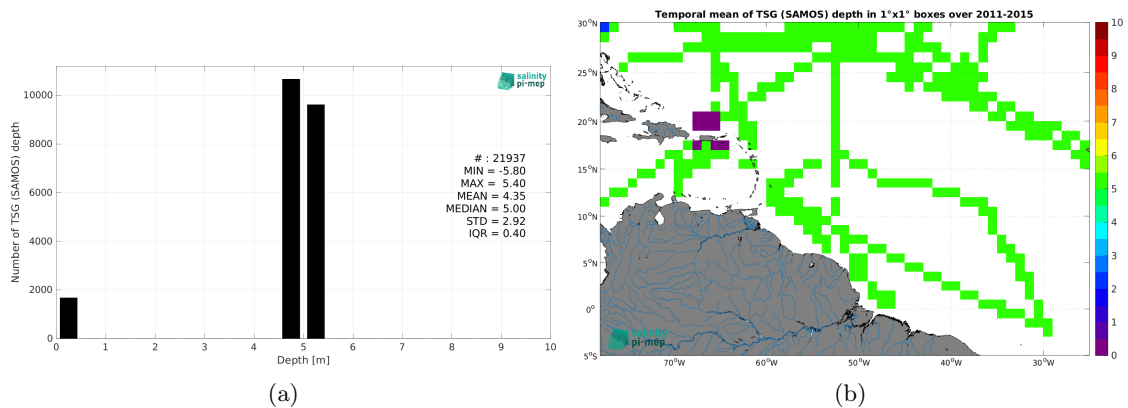 salinity
pi-mep
10000
8000
6000
4000
2000
0
Number of TSG (SAMOS) depth
# : 21937
MIN = -5.80
MAX = 5.40
MEAN = 4.35
MEDIAN = 5.00
STD = 2.92
IQR = 0.40
0 1 2 3 4 5 6 7 8 9 10
Depth [m]
(a)
Temporal mean of TSG (SAMOS) depth in 1°x1° boxes over 2011-2015
30°N
25°N
20°N
15°N
10°N
5°N
0°
5°S
salinity
pi-mep
70°W 60°W 50°W 40°W 30°W
10
9
8
7
6
5
4
3
2
1
0
(b)